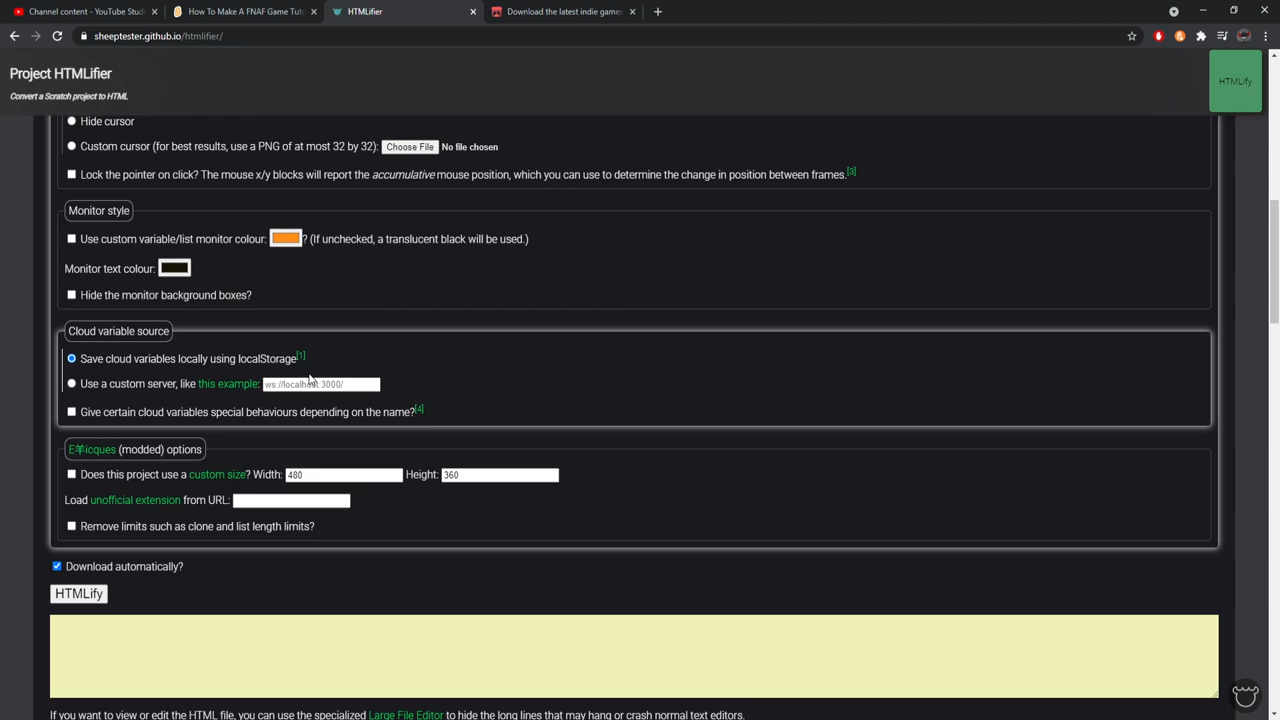 Channel content - YouTube Studi
How To Make A FNAF Game Tuto
HTMLifier
Download the latest indie games
sheeptester.github.io/htmlifier/
Project HTMLifier
Convert a Scratch project to HTML
HTMLify
Hide cursor
Custom cursor (for best results, use a PNG of at most 32 by 32): Choose File No file chosen
Lock the pointer on click? The mouse x/y blocks will report the accumulative mouse position, which you can use to determine the change in position between frames.[3]
Monitor style
Use custom variable/list monitor colour: ? (If unchecked, a translucent black will be used.)
Monitor text colour:
Hide the monitor background boxes?
Cloud variable source
Save cloud variables locally using localStorage[1]
Use a custom server, like this example: ws://localhost:3000/
Give certain cloud variables special behaviours depending on the name?[4]
E羊icques (modded) options
Does this project use a custom size? Width: 480 Height: 360
Load unofficial extension from URL:
Remove limits such as clone and list length limits?
Download automatically?
HTMLify
If you want to view or edit the HTML file, you can use the specialized Large File Editor to hide the long lines that may hang or crash normal text editors.